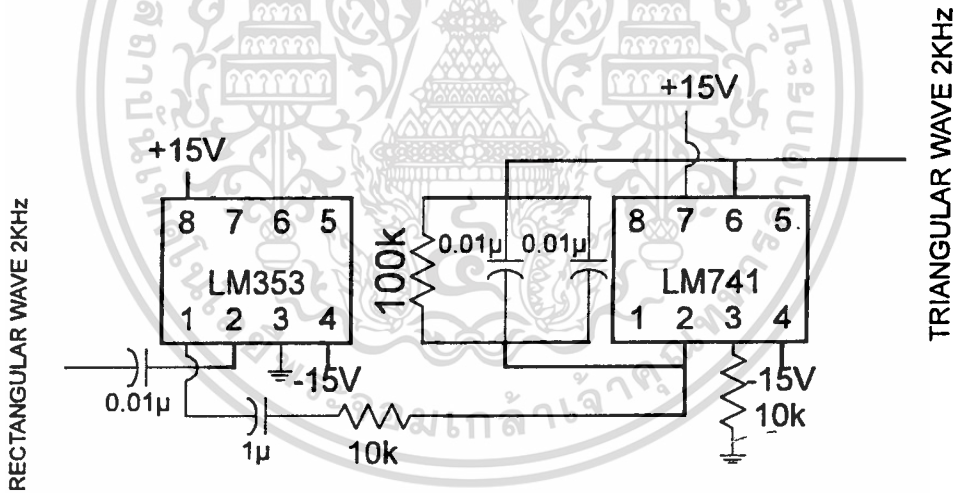 RECTANGULAR WAVE 2KHz
+15V
8 7 6 5
LM353
1 2 3 4
-15V
0.01µ
1µ
10k
100k
0.01µ 0.01µ
+15V
8 7 6 5
LM741
1 2 3 4
-15V
10k
TRIANGULAR WAVE 2KHz